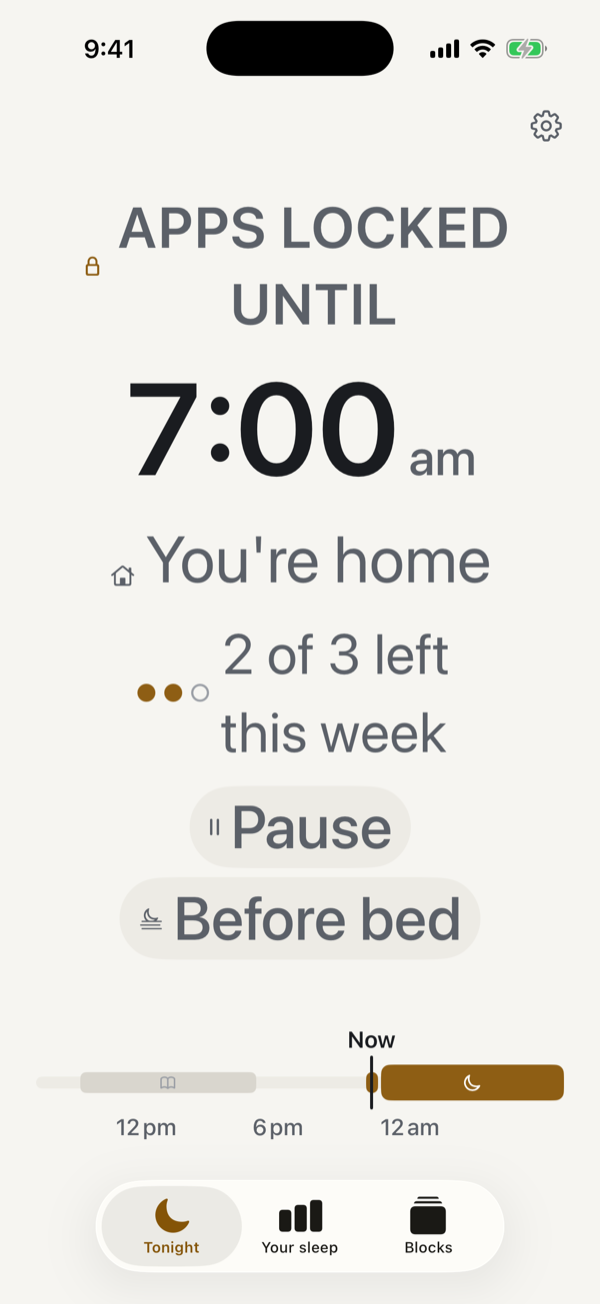 9:41
APPS LOCKED
UNTIL
7:00 am
You're home
2 of 3 left
this week
Pause
Before bed
Now
12 pm 6 pm 12 am
Tonight Your sleep Blocks